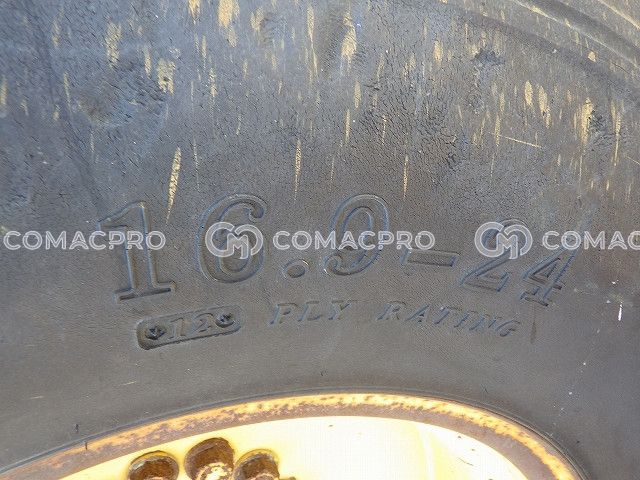 16.9-24
12 PLY RATING
COMACPRO COMACPRO COMAC